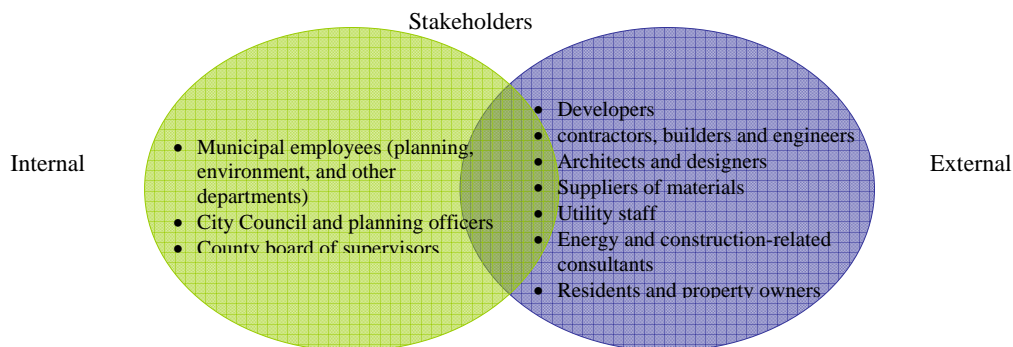 Stakeholders
Internal
• Municipal employees (planning,
environment, and other
departments)
• City Council and planning officers
• County board of supervisors
• Developers
• contractors, builders and engineers
• Architects and designers
• Suppliers of materials
• Utility staff
• Energy and construction-related
consultants
• Residents and property owners
External